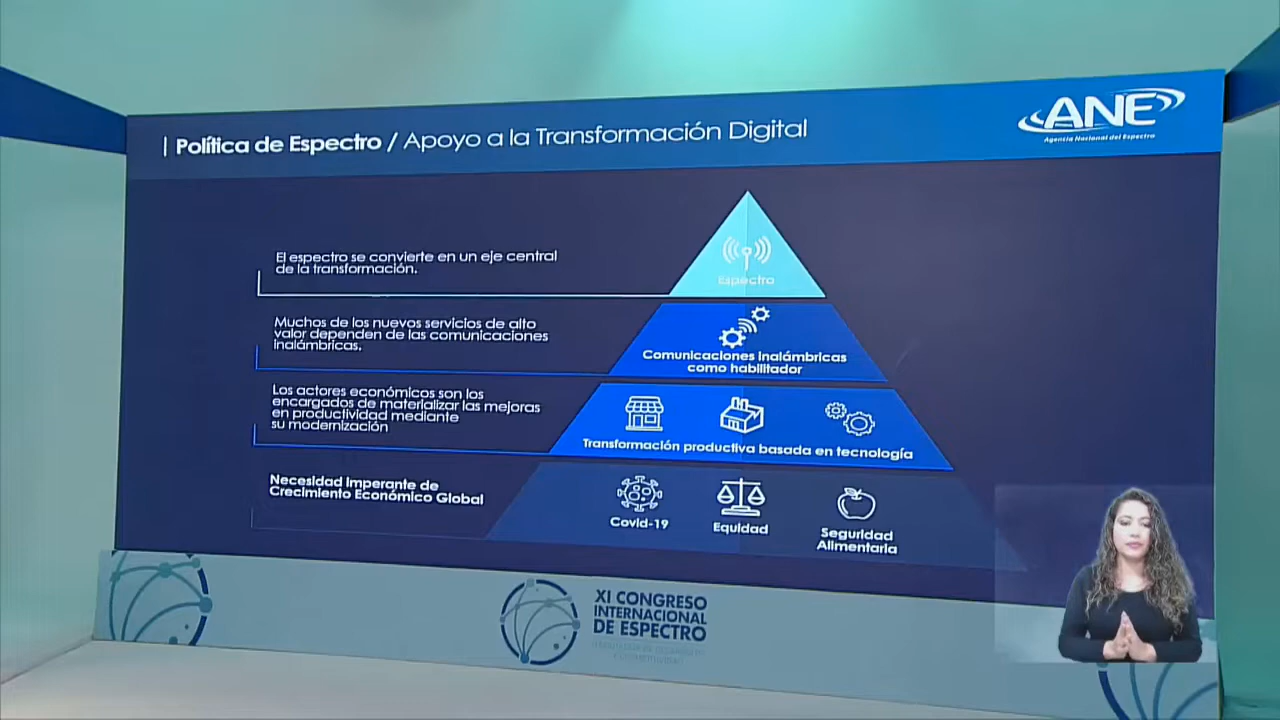 | Política de Espectro / Apoyo a la Transformación Digital
ANE
Agencia Nacional del Espectro
El espectro se convierte en un eje central
de la transformación.
Espectro
Muchos de los nuevos servicios de alto
valor dependen de las comunicaciones
inalámbricas.
Comunicaciones inalámbricas
como habilitador
Los actores económicos son los
encargados de materializar las mejoras
en productividad mediante
su modernización
Transformación productiva basada en tecnología
Necesidad Imperante de
Crecimiento Económico Global
Covid-19
Equidad
Seguridad
Alimentaria
XI CONGRESO
INTERNACIONAL
DE ESPECTRO